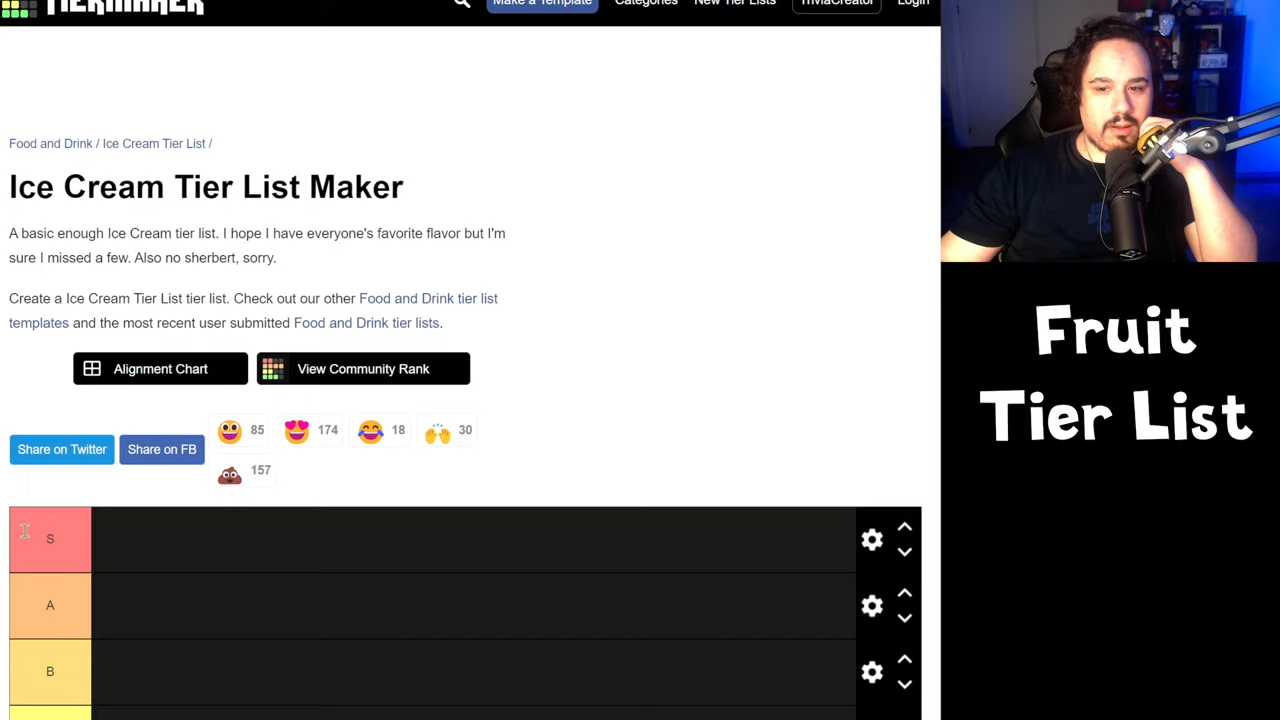 TIERMAKER
Make a Template Categories New Tier Lists TriviaCreator Login
Food and Drink / Ice Cream Tier List /
Ice Cream Tier List Maker
A basic enough Ice Cream tier list. I hope I have everyone's favorite flavor but I'm
sure I missed a few. Also no sherbert, sorry.
Create a Ice Cream Tier List tier list. Check out our other Food and Drink tier list
templates and the most recent user submitted Food and Drink tier lists.
Alignment Chart View Community Rank
Share on Twitter Share on FB 85 174 18 30
157
S
A
B
Fruit
Tier List